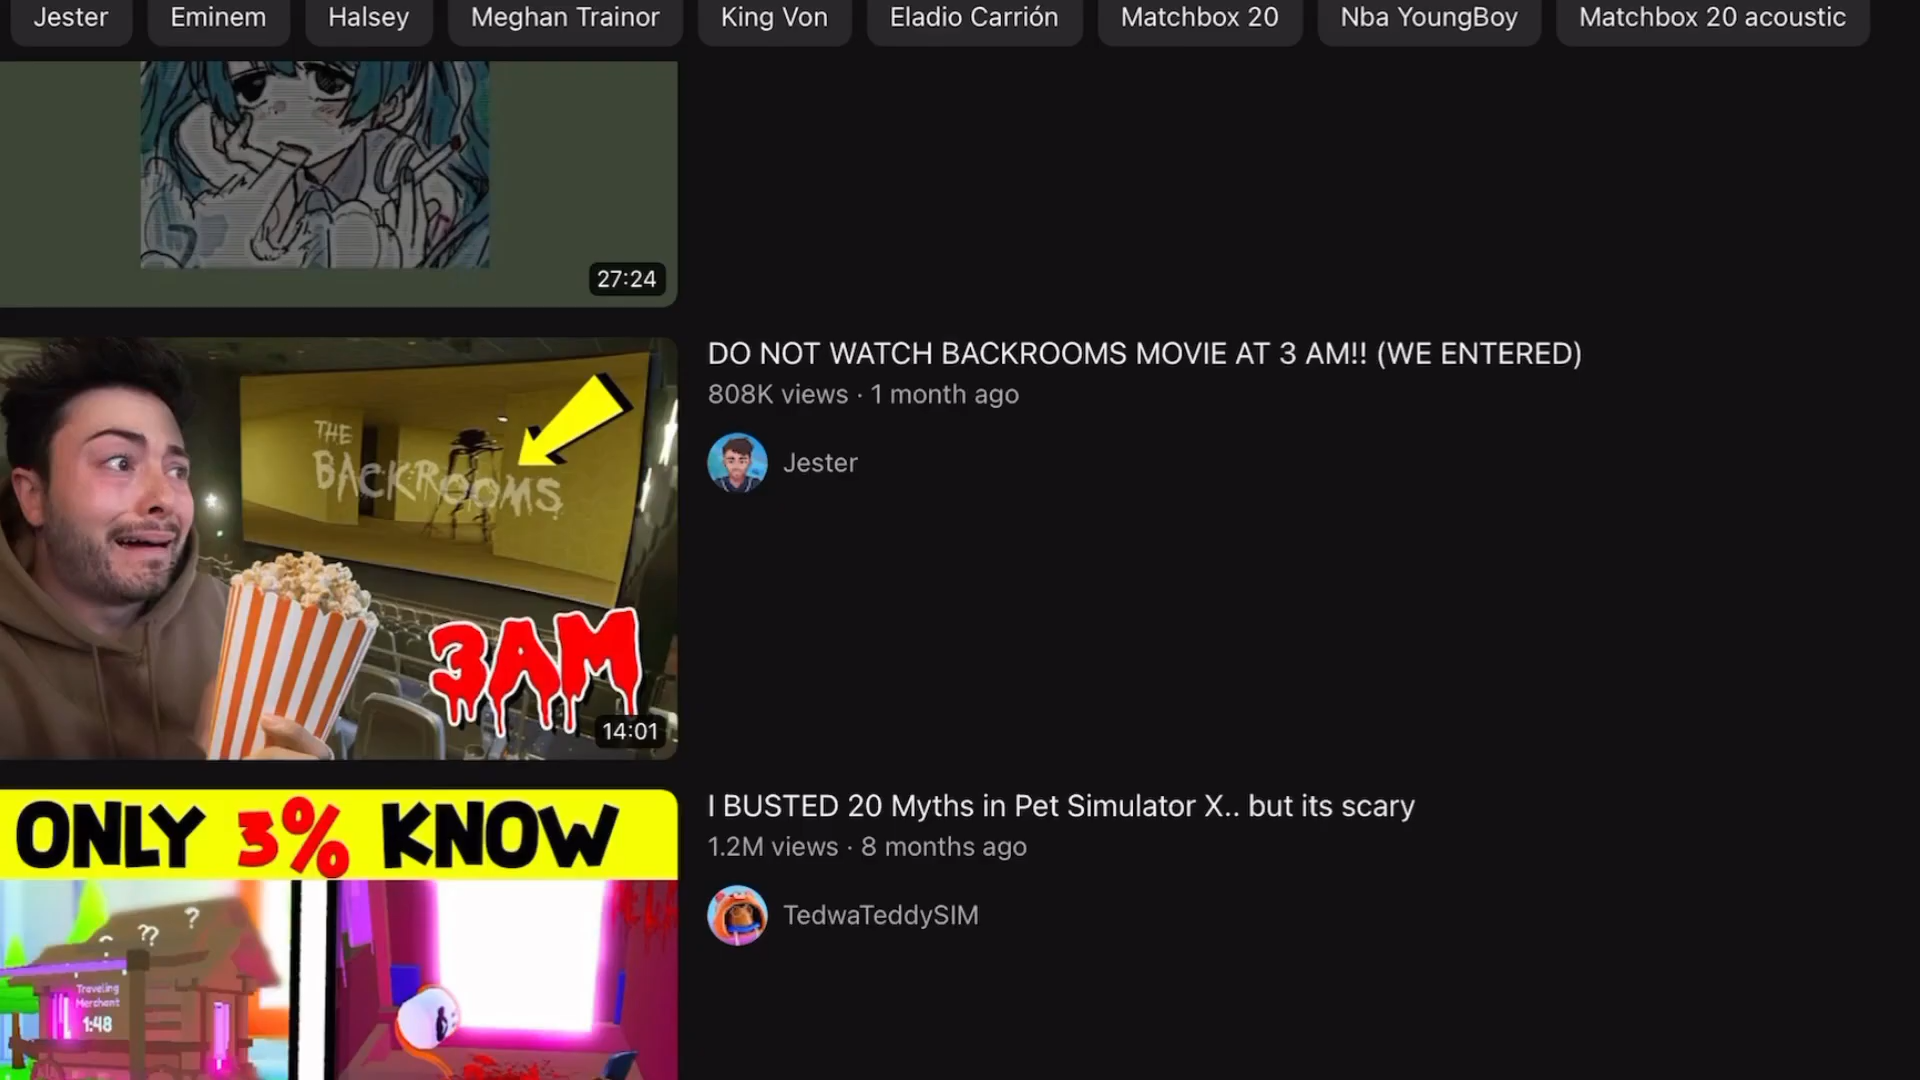 Jester
Eminem
Halsey
Meghan Trainor
King Von
Eladio Carrión
Matchbox 20
Nba YoungBoy
Matchbox 20 acoustic
27:24
THE
BACKROOMS
3AM
14:01
DO NOT WATCH BACKROOMS MOVIE AT 3 AM!! (WE ENTERED)
808K views · 1 month ago
Jester
ONLY 3% KNOW
?
??
Traveling
Merchant
1:48
I BUSTED 20 Myths in Pet Simulator X.. but its scary
1.2M views · 8 months ago
TedwaTeddySIM